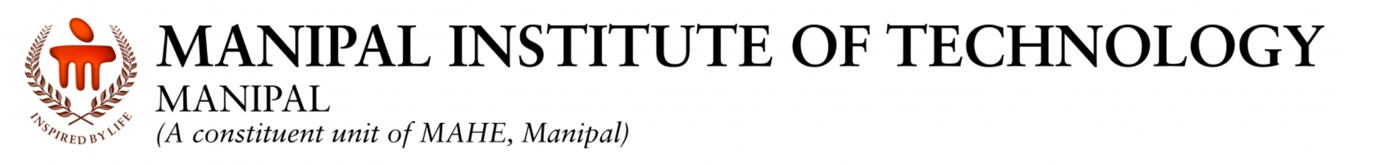 MANIPAL INSTITUTE OF TECHNOLOGY
MANIPAL
(A constituent unit of MAHE, Manipal)
INSPIRED BY LIFE